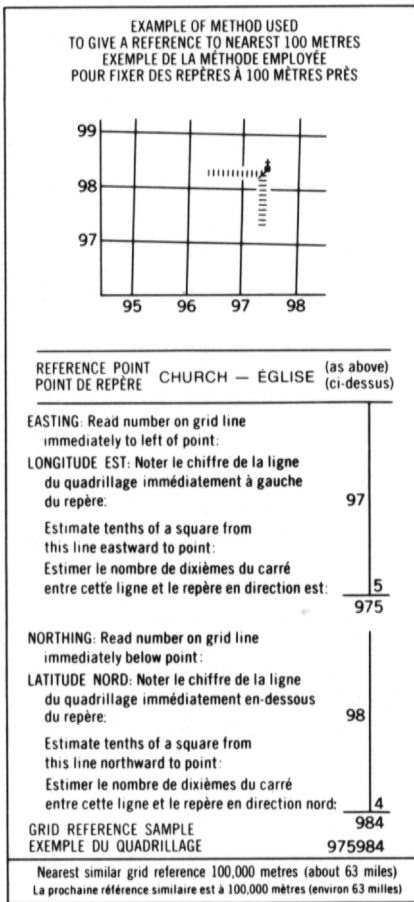 EXAMPLE OF METHOD USED
TO GIVE A REFERENCE TO NEAREST 100 METRES
EXEMPLE DE LA MÉTHODE EMPLOYÉE
POUR FIXER DES REPÈRES À 100 MÈTRES PRÈS
99
98
97
95 96 97 98
REFERENCE POINT
POINT DE REPÈRE
CHURCH — ÉGLISE
(as above)
(ci-dessus)
EASTING: Read number on grid line
immediately to left of point:
LONGITUDE EST: Noter le chiffre de la ligne
du quadrillage immédiatement à gauche
du repère: 97
Estimate tenths of a square from
this line eastward to point:
Estimer le nombre de dixièmes du carré
entre cette ligne et le repère en direction est: 5
975
NORTHING: Read number on grid line
immediately below point:
LATITUDE NORD: Noter le chiffre de la ligne
du quadrillage immédiatement en-dessous
du repère: 98
Estimate tenths of a square from
this line northward to point:
Estimer le nombre de dixièmes du carré
entre cette ligne et le repère en direction nord: 4
984
GRID REFERENCE SAMPLE
EXEMPLE DU QUADRILLAGE 975984
Nearest similar grid reference 100,000 metres (about 63 miles)
La prochaine référence similaire est à 100,000 mètres (environ 63 milles)